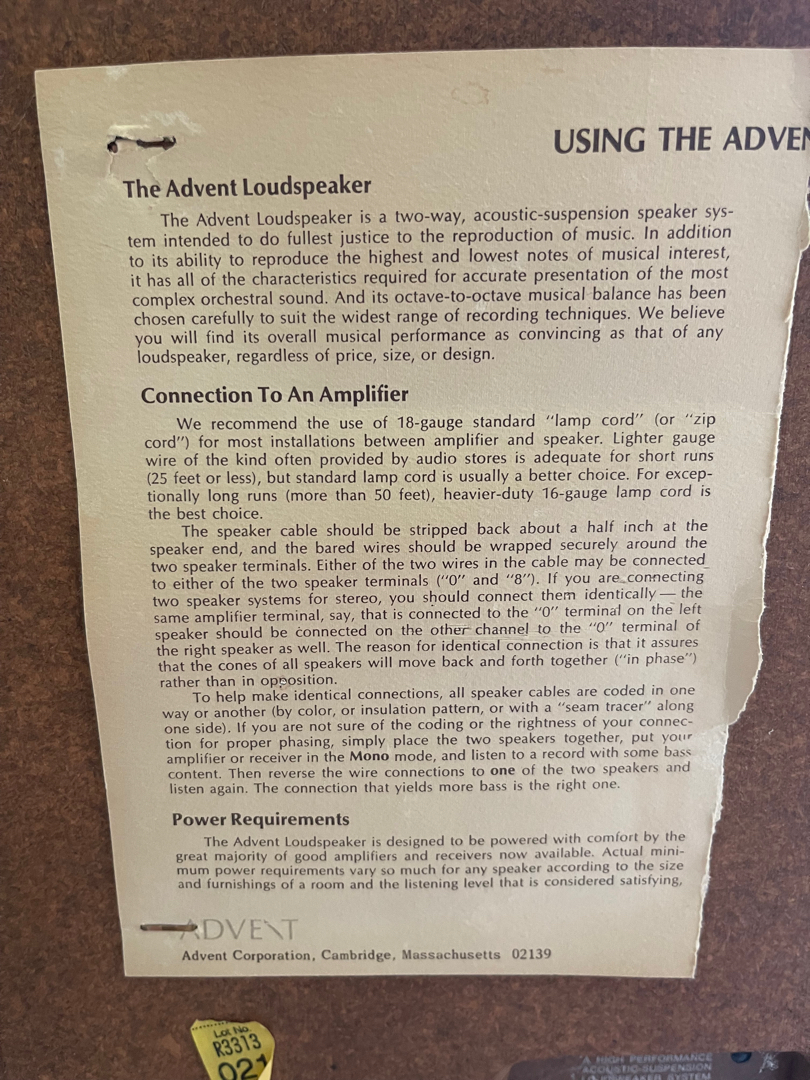 USING THE ADVEN
The Advent Loudspeaker
The Advent Loudspeaker is a two-way, acoustic-suspension speaker sys-
tem intended to do fullest justice to the reproduction of music. In addition
to its ability to reproduce the highest and lowest notes of musical interest,
it has all of the characteristics required for accurate presentation of the most
complex orchestral sound. And its octave-to-octave musical balance has been
chosen carefully to suit the widest range of recording techniques. We believe
you will find its overall musical performance as convincing as that of any
loudspeaker, regardless of price, size, or design.
Connection To An Amplifier
We recommend the use of 18-gauge standard "lamp cord" (or "zip
cord") for most installations between amplifier and speaker. Lighter gauge
wire of the kind often provided by audio stores is adequate for short runs
(25 feet or less), but standard lamp cord is usually a better choice. For excep-
tionally long runs (more than 50 feet), heavier-duty 16-gauge lamp cord is
the best choice.
The speaker cable should be stripped back about a half inch at the
speaker end, and the bared wires should be wrapped securely around the
two speaker terminals. Either of the two wires in the cable may be connected
to either of the two speaker terminals ("0" and "8"). If you are connecting
two speaker systems for stereo, you should connect them identically — the
same amplifier terminal, say, that is connected to the "0" terminal on the left
speaker should be connected on the other channel to the "0" terminal of
the right speaker as well. The reason for identical connection is that it assures
that the cones of all speakers will move back and forth together ("in phase")
rather than in opposition.
To help make identical connections, all speaker cables are coded in one
way or another (by color, or insulation pattern, or with a "seam tracer" along
one side). If you are not sure of the coding or the rightness of your connec-
tion for proper phasing, simply place the two speakers together, put your
amplifier or receiver in the Mono mode, and listen to a record with some bass
content. Then reverse the wire connections to one of the two speakers and
listen again. The connection that yields more bass is the right one.
Power Requirements
The Advent Loudspeaker is designed to be powered with comfort by the
great majority of good amplifiers and receivers now available. Actual mini-
mum power requirements vary so much for any speaker according to the size
and furnishings of a room and the listening level that is considered satisfying,
ADVENT
Advent Corporation, Cambridge, Massachusetts 02139
Lot No.
R3313
021
A HIGH PERFORMANCE
ACOUSTIC-SUSPENSION
LOUDSPEAKER SYSTEM